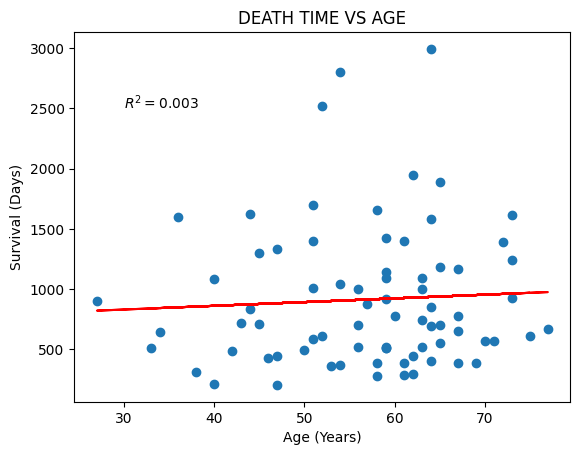 DEATH TIME VS AGE
3000
R² = 0.003
2500
2000
1500
1000
500
Survival (Days)
30 40 50 60 70
Age (Years)